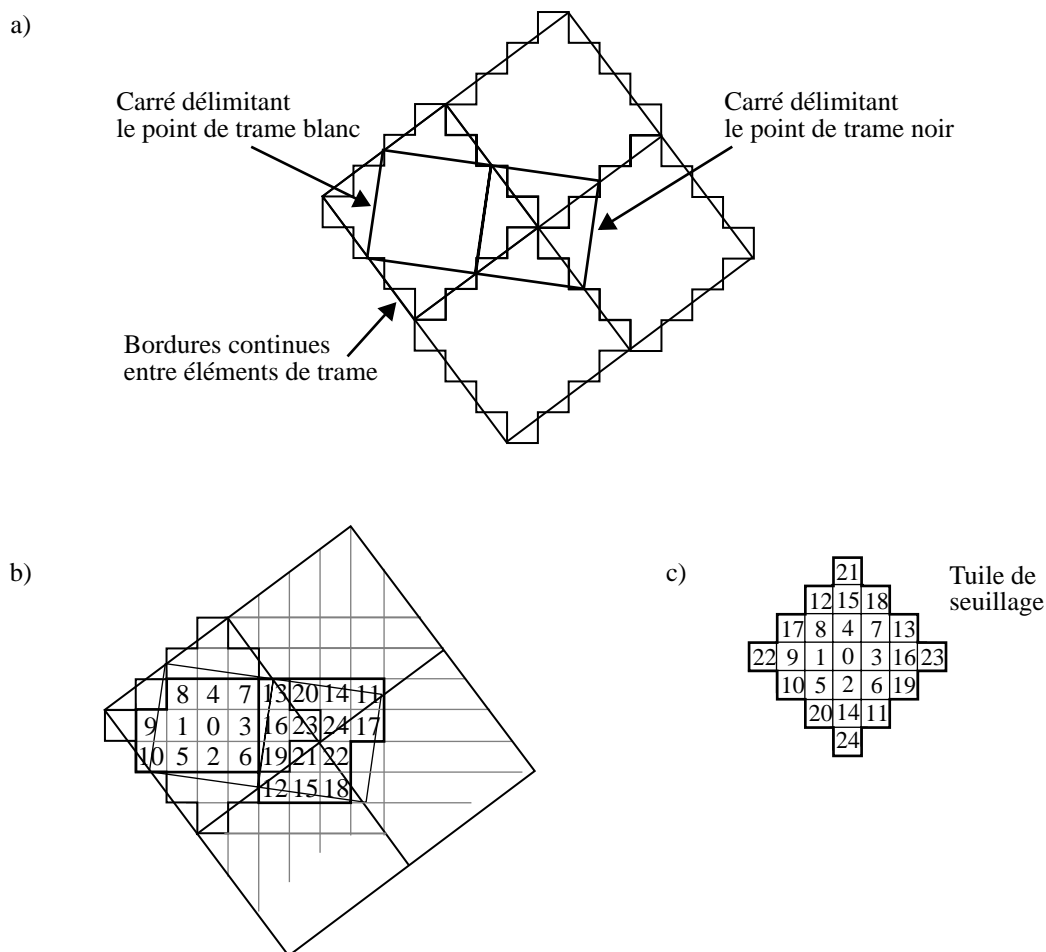 a)
Carré délimitant
le point de trame blanc
Carré délimitant
le point de trame noir
Bordures continues
entre éléments de trame
b)
8 4 7 13 20 14 11
9 1 0 3 16 23 24 17
10 5 2 6 19 21 22
12 15 18
c)
Tuile de
seuillage
21
12 15 18
17 8 4 7 13
22 9 1 0 3 16 23
10 5 2 6 19
20 14 11
24